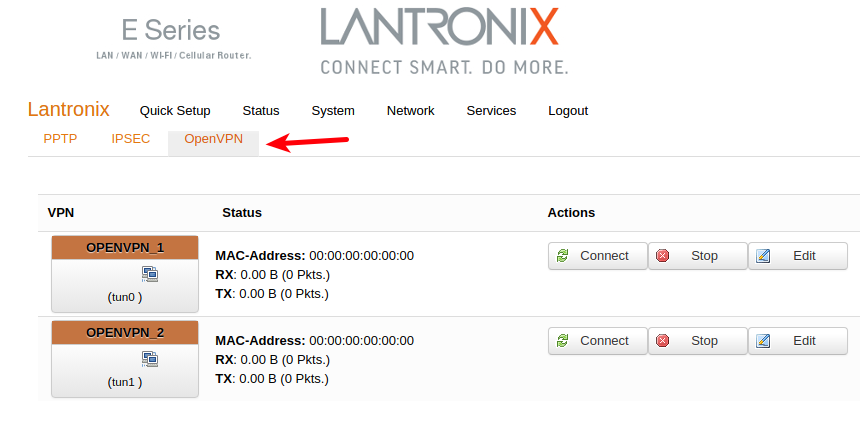 E Series
LAN / WAN / WI-FI / Cellular Router.
LANTRONIX
CONNECT SMART. DO MORE.
Lantronix Quick Setup Status System Network Services Logout
PPTP IPSEC OpenVPN
VPN Status Actions
OPENVPN_1
MAC-Address: 00:00:00:00:00:00 Connect Stop Edit
RX: 0.00 B (0 Pkts.)
(tun0 ) TX: 0.00 B (0 Pkts.)
OPENVPN_2
MAC-Address: 00:00:00:00:00:00 Connect Stop Edit
RX: 0.00 B (0 Pkts.)
(tun1 ) TX: 0.00 B (0 Pkts.)